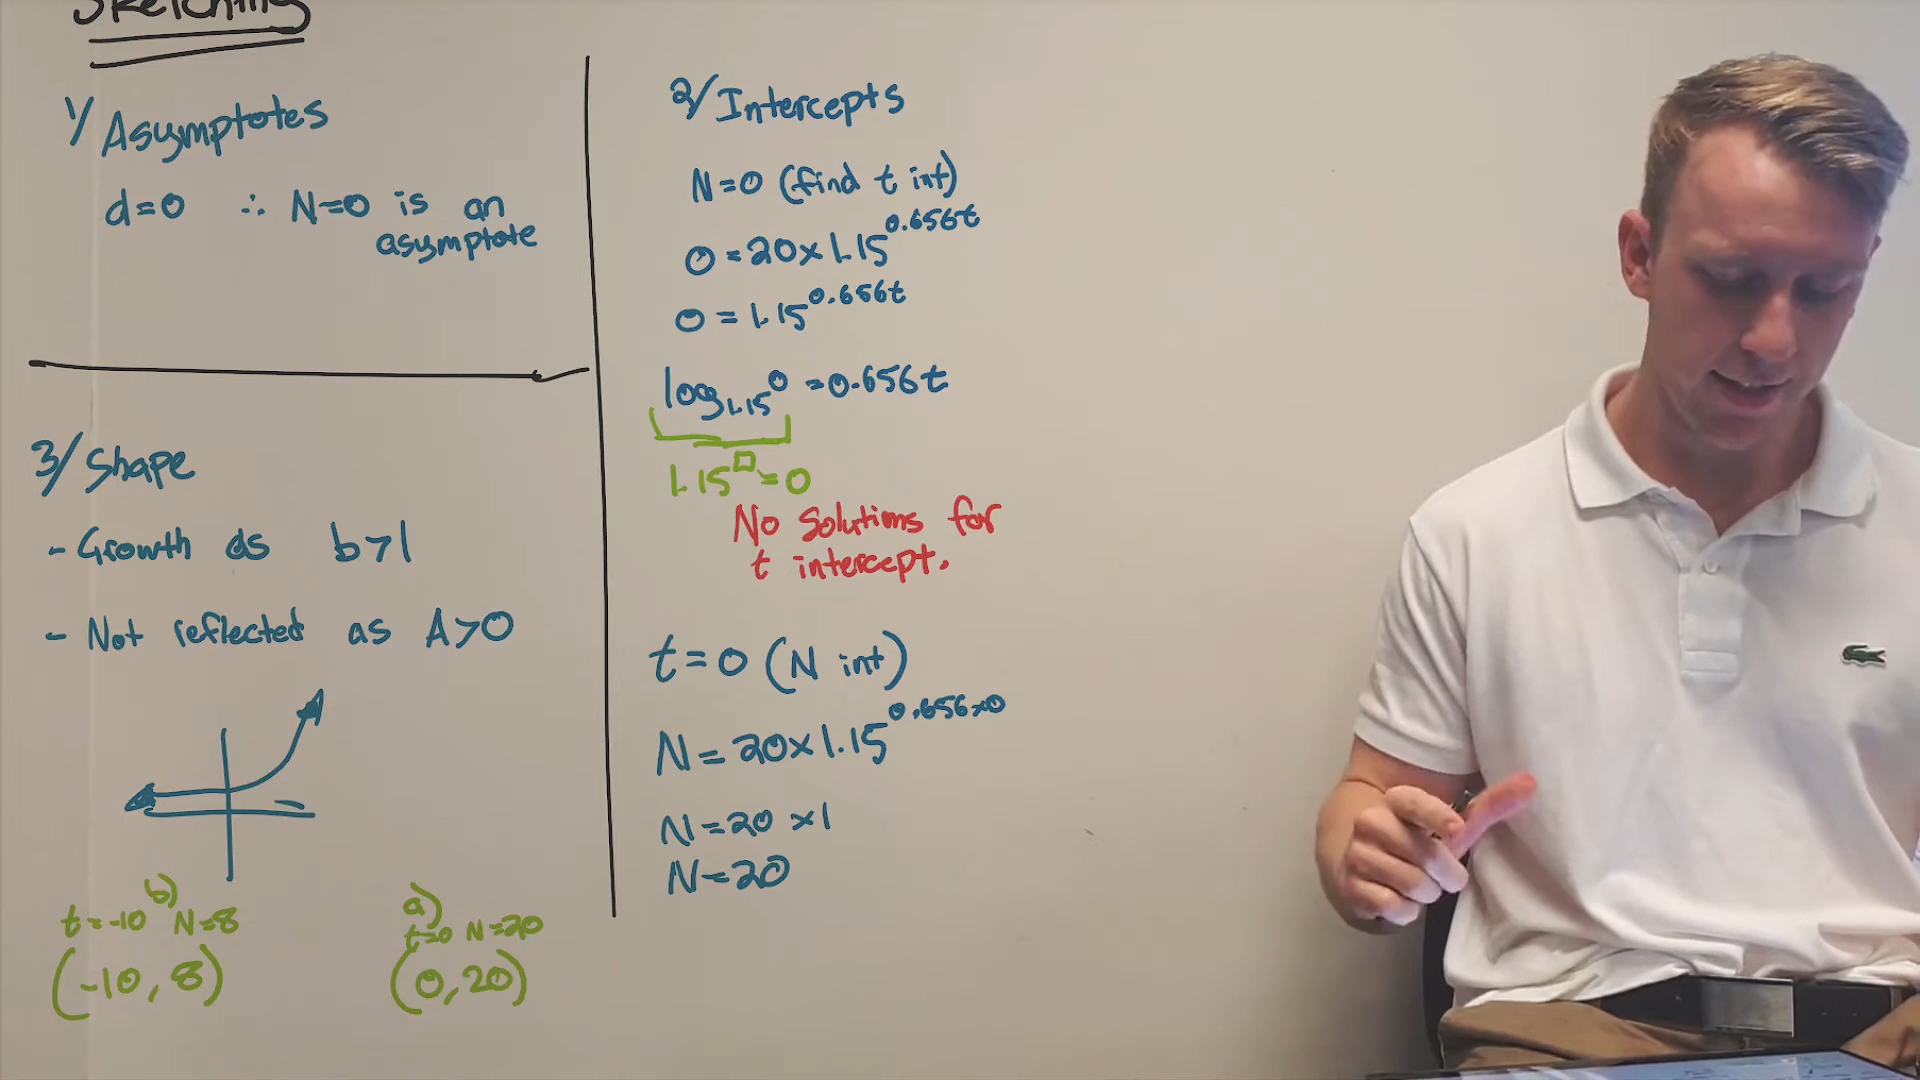 Sketching
1/ Asymptotes
d=0 ∴ N=0 is an
asymptote
2/ Intercepts
N=0 (find t int)
0=20×1.15^0.656t
0=1.15^0.656t
log_1.15 0=0.656t
1.15^□=0
No solutions for
t intercept.
t=0 (N int)
N=20×1.15^0.656×0
N=20×1
N=20
3/ Shape
- Growth as b>1
- Not reflected as A>0
b)
t=-10 N=8
(-10,8)
a)
t=0 N=20
(0,20)